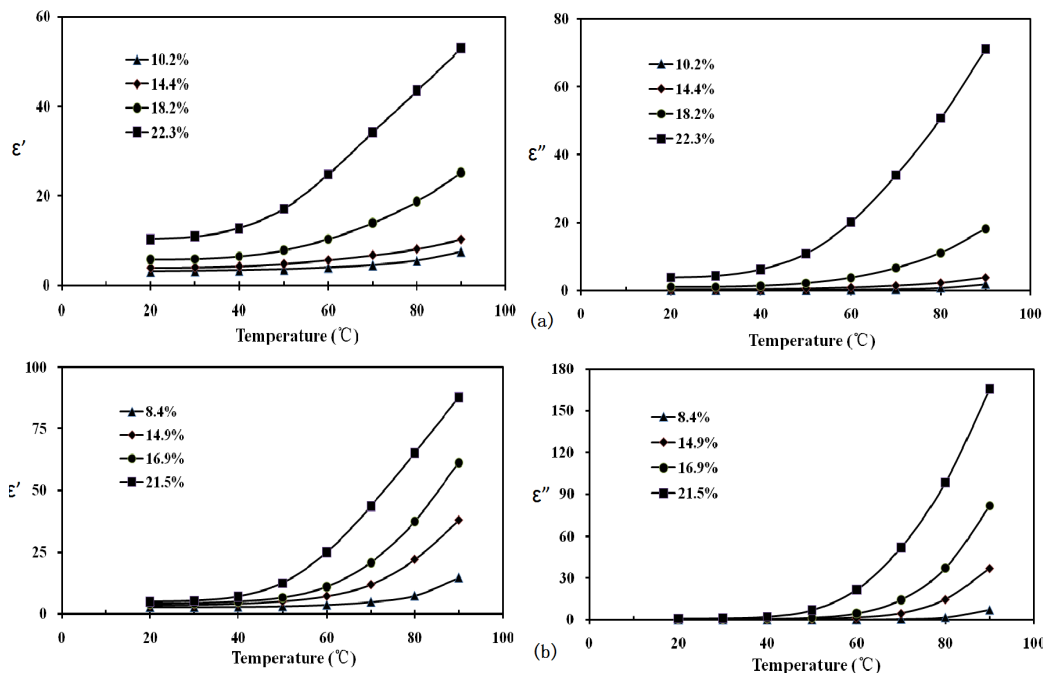 60
40
20
0
ε′
10.2%
14.4%
18.2%
22.3%
0 20 40 60 80 100
Temperature (℃)
80
60
40
20
0
ε″
10.2%
14.4%
18.2%
22.3%
0 20 40 60 80 100
Temperature (℃)
(a)
100
75
50
25
0
ε′
8.4%
14.9%
16.9%
21.5%
0 20 40 60 80 100
Temperature (℃)
180
150
120
90
60
30
0
ε″
8.4%
14.9%
16.9%
21.5%
0 20 40 60 80 100
Temperature (℃)
(b)